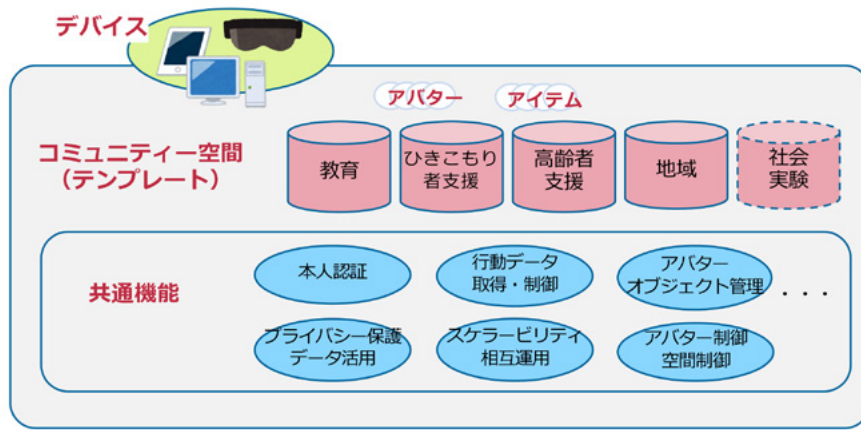 デバイス
アバター
アイテム
コミュニティー空間
（テンプレート）
教育
ひきこもり
者支援
高齢者
支援
地域
社会
実験
共通機能
本人認証
行動データ
取得・制御
アバター
オブジェクト管理
・・・
プライバシー保護
データ活用
スケラービリティ
相互運用
アバター制御
空間制御